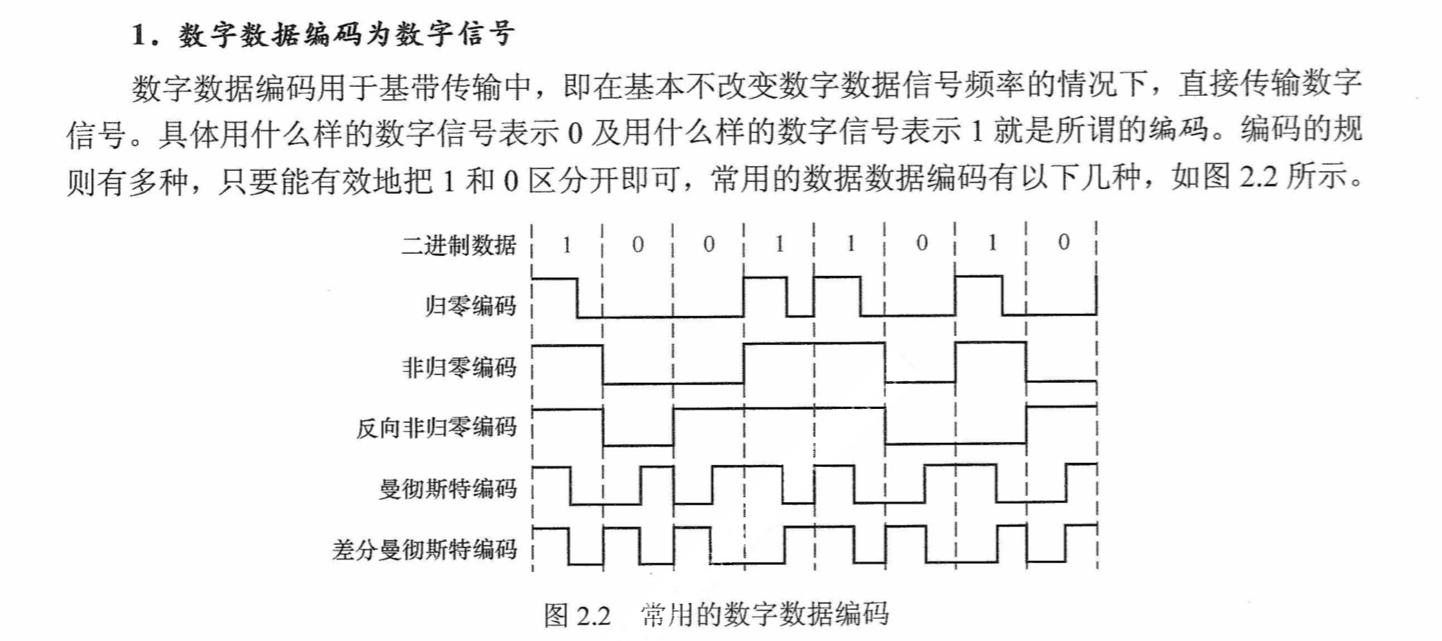 1．数字数据编码为数字信号
数字数据编码用于基带传输中，即在基本不改变数字数据信号频率的情况下，直接传输数字
信号。具体用什么样的数字信号表示 0 及用什么样的数字信号表示 1 就是所谓的编码。编码的规
则有多种，只要能有效地把 1 和 0 区分开即可，常用的数据数据编码有以下几种，如图 2.2 所示。
二进制数据 1 0 0 1 1 0 1 0
归零编码
非归零编码
反向非归零编码
曼彻斯特编码
差分曼彻斯特编码
图 2.2 常用的数字数据编码